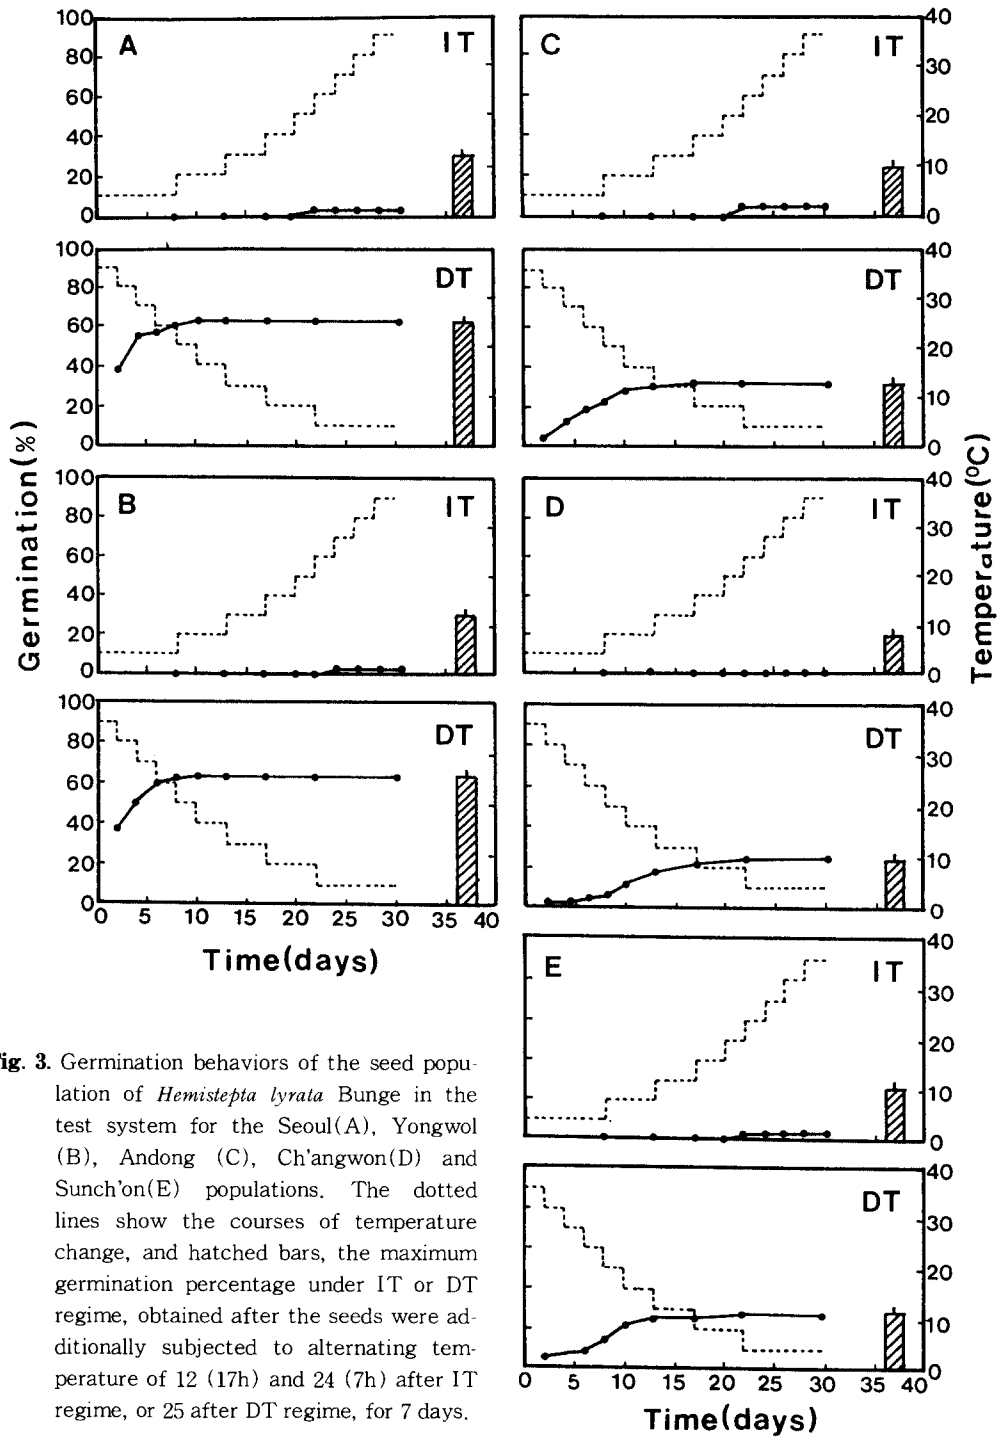 A
IT
100
80
60
40
20
0
C
IT
40
30
20
10
0
DT
100
80
60
40
20
0
DT
40
30
20
10
0
B
IT
100
80
60
40
20
0
D
IT
40
30
20
10
0
DT
100
80
60
40
20
0
0 5 10 15 20 25 30 35 40
Time(days)
DT
40
30
20
10
0
E
IT
40
30
20
10
0
DT
40
30
20
10
0
0 5 10 15 20 25 30 35 40
Time(days)
Germination(%)
Temperature(°C)
ig. 3. Germination behaviors of the seed popu-
lation of Hemistepta lyrata Bunge in the
test system for the Seoul(A), Yongwol
(B), Andong (C), Ch'angwon(D) and
Sunch'on(E) populations. The dotted
lines show the courses of temperature
change, and hatched bars, the maximum
germination percentage under IT or DT
regime, obtained after the seeds were ad-
ditionally subjected to alternating tem-
perature of 12 (17h) and 24 (7h) after IT
regime, or 25 after DT regime, for 7 days.